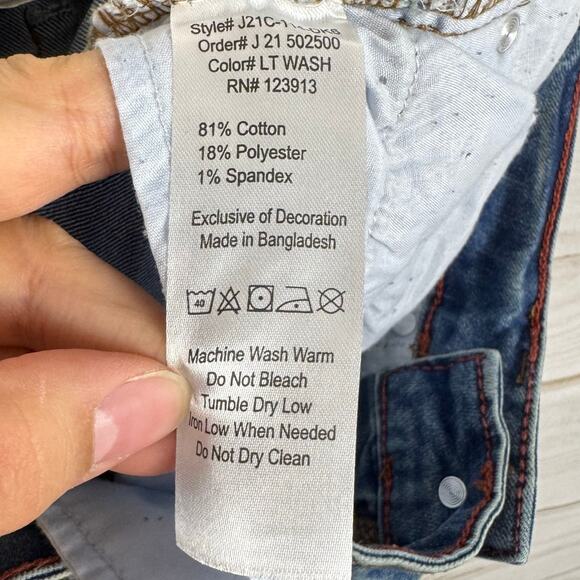 Style#
Order# J 21 502500
Color# LT WASH
RN# 123913
81% Cotton
18% Polyester
1% Spandex
Exclusive of Decoration
Made in Bangladesh
40
Machine Wash Warm
Do Not Bleach
Tumble Dry Low
Iron Low When Needed
Do Not Dry Clean